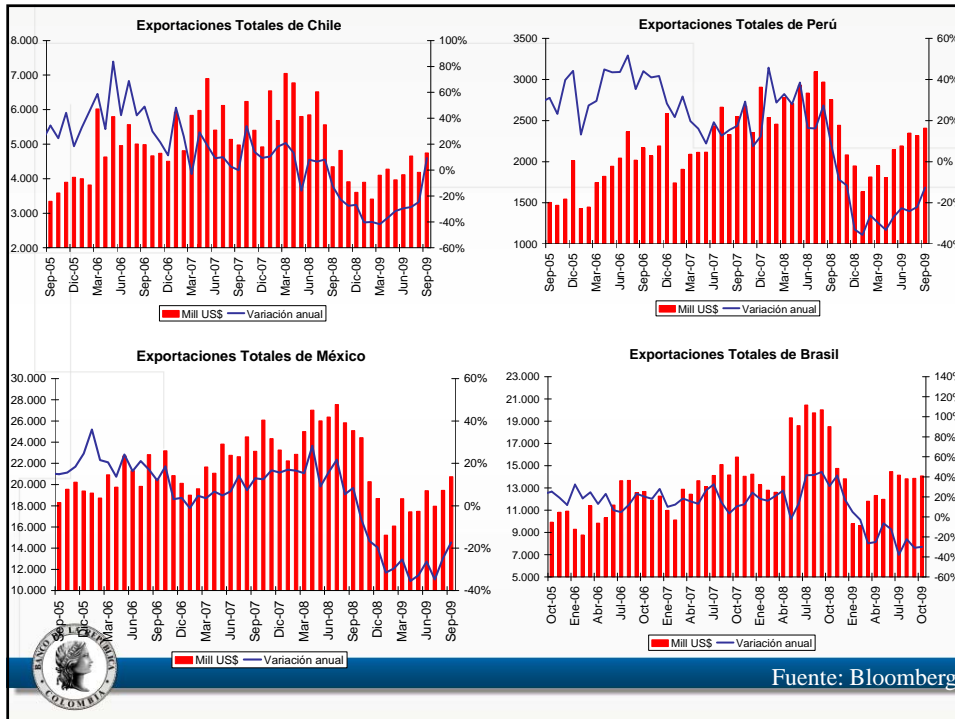 Exportaciones Totales de Chile
8.000
7.000
6.000
5.000
4.000
3.000
2.000
100%
80%
60%
40%
20%
0%
-20%
-40%
-60%
Sep-05
Dic-05
Mar-06
Jun-06
Sep-06
Dic-06
Mar-07
Jun-07
Sep-07
Dic-07
Mar-08
Jun-08
Sep-08
Dic-08
Mar-09
Jun-09
Sep-09
Mill US$ Variación anual
Exportaciones Totales de Perú
3500
3000
2500
2000
1500
1000
60%
40%
20%
0%
-20%
-40%
Sep-05
Dic-05
Mar-06
Jun-06
Sep-06
Dic-06
Mar-07
Jun-07
Sep-07
Dic-07
Mar-08
Jun-08
Sep-08
Dic-08
Mar-09
Jun-09
Sep-09
Mill US$ Variación anual
Exportaciones Totales de México
30.000
28.000
26.000
24.000
22.000
20.000
18.000
16.000
14.000
12.000
10.000
60%
40%
20%
0%
-20%
-40%
Sep-05
Dic-05
Mar-06
Jun-06
Sep-06
Dic-06
Mar-07
Jun-07
Sep-07
Dic-07
Mar-08
Jun-08
Sep-08
Dic-08
Mar-09
Jun-09
Sep-09
Mill US$ Variación anual
Exportaciones Totales de Brasil
23.000
21.000
19.000
17.000
15.000
13.000
11.000
9.000
7.000
5.000
140%
120%
100%
80%
60%
40%
20%
0%
-20%
-40%
-60%
Oct-05
Ene-06
Abr-06
Jul-06
Oct-06
Ene-07
Abr-07
Jul-07
Oct-07
Ene-08
Abr-08
Jul-08
Oct-08
Ene-09
Abr-09
Jul-09
Oct-09
Mill US$ Variación anual
BANCO DE LA REPÚBLICA
COLOMBIA
Fuente: Bloomberg